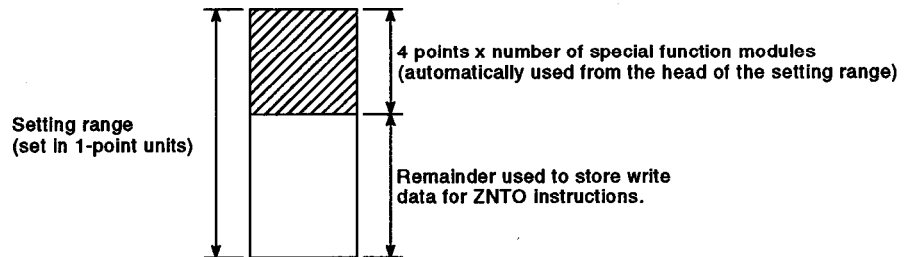 4 points x number of special function modules
(automatically used from the head of the setting range)
Setting range
(set in 1-point units)
Remainder used to store write
data for ZNTO instructions.